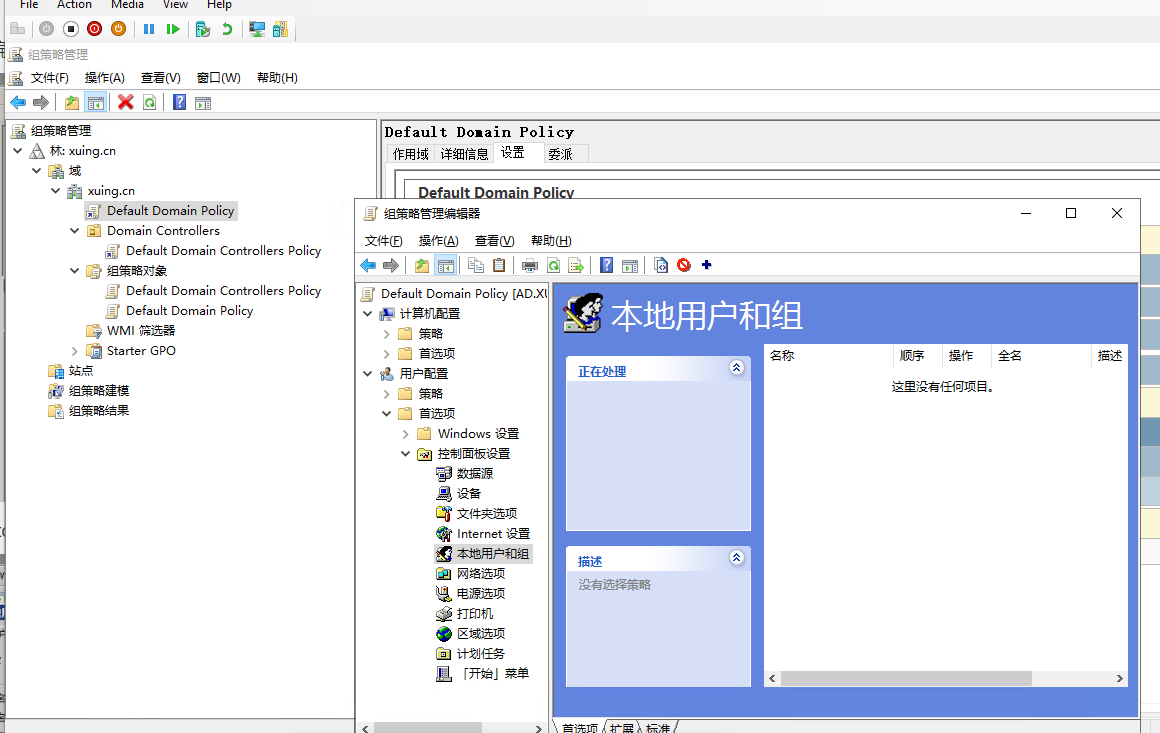 File Action Media View Help
组策略管理
文件(F) 操作(A) 查看(V) 窗口(W) 帮助(H)
组策略管理
林: xuing.cn
域
xuing.cn
Default Domain Policy
Domain Controllers
Default Domain Controllers Policy
组策略对象
Default Domain Controllers Policy
Default Domain Policy
WMI 筛选器
Starter GPO
站点
组策略建模
组策略结果
Default Domain Policy
作用域 详细信息 设置 委派
Default Domain Policy
组策略管理编辑器
文件(F) 操作(A) 查看(V) 帮助(H)
Default Domain Policy [AD.XU
计算机配置
策略
首选项
用户配置
策略
首选项
Windows 设置
控制面板设置
数据源
设备
文件夹选项
Internet 设置
本地用户和组
网络选项
电源选项
打印机
区域选项
计划任务
「开始」菜单
本地用户和组
正在处理
描述
没有选择策略
名称 顺序 操作 全名 描述
这里没有任何项目。
首选项 扩展 标准